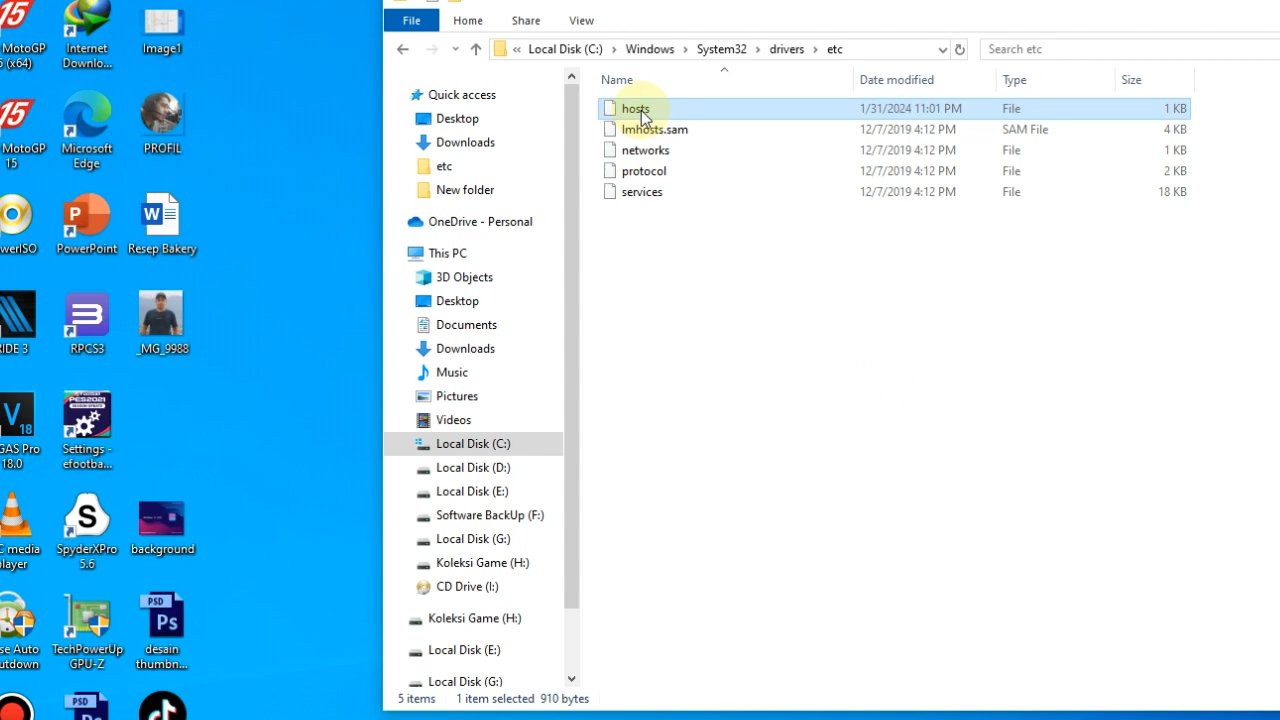 MotoGP
5 (x64)
Internet
Downlo...
Image1
MotoGP
15
Microsoft
Edge
PROFIL
werISO
PowerPoint
Resep Bakery
RIDE 3
RPCS3
_MG_9988
GAS Pro
18.0
Settings -
efootba...
C media
player
SpyderXPro
5.6
background
se Auto
utdown
TechPowerUp
GPU-Z
desain
thumbn...
File Home Share View
« Local Disk (C:) > Windows > System32 > drivers > etc
Search etc
Name Date modified Type Size
hosts 1/31/2024 11:01 PM File 1 KB
lmhosts.sam 12/7/2019 4:12 PM SAM File 4 KB
networks 12/7/2019 4:12 PM File 1 KB
protocol 12/7/2019 4:12 PM File 2 KB
services 12/7/2019 4:12 PM File 18 KB
Quick access
Desktop
Downloads
etc
New folder
OneDrive - Personal
This PC
3D Objects
Desktop
Documents
Downloads
Music
Pictures
Videos
Local Disk (C:)
Local Disk (D:)
Local Disk (E:)
Software BackUp (F:)
Local Disk (G:)
Koleksi Game (H:)
CD Drive (I:)
Koleksi Game (H:)
Local Disk (E:)
Local Disk (G:)
5 items 1 item selected 910 bytes